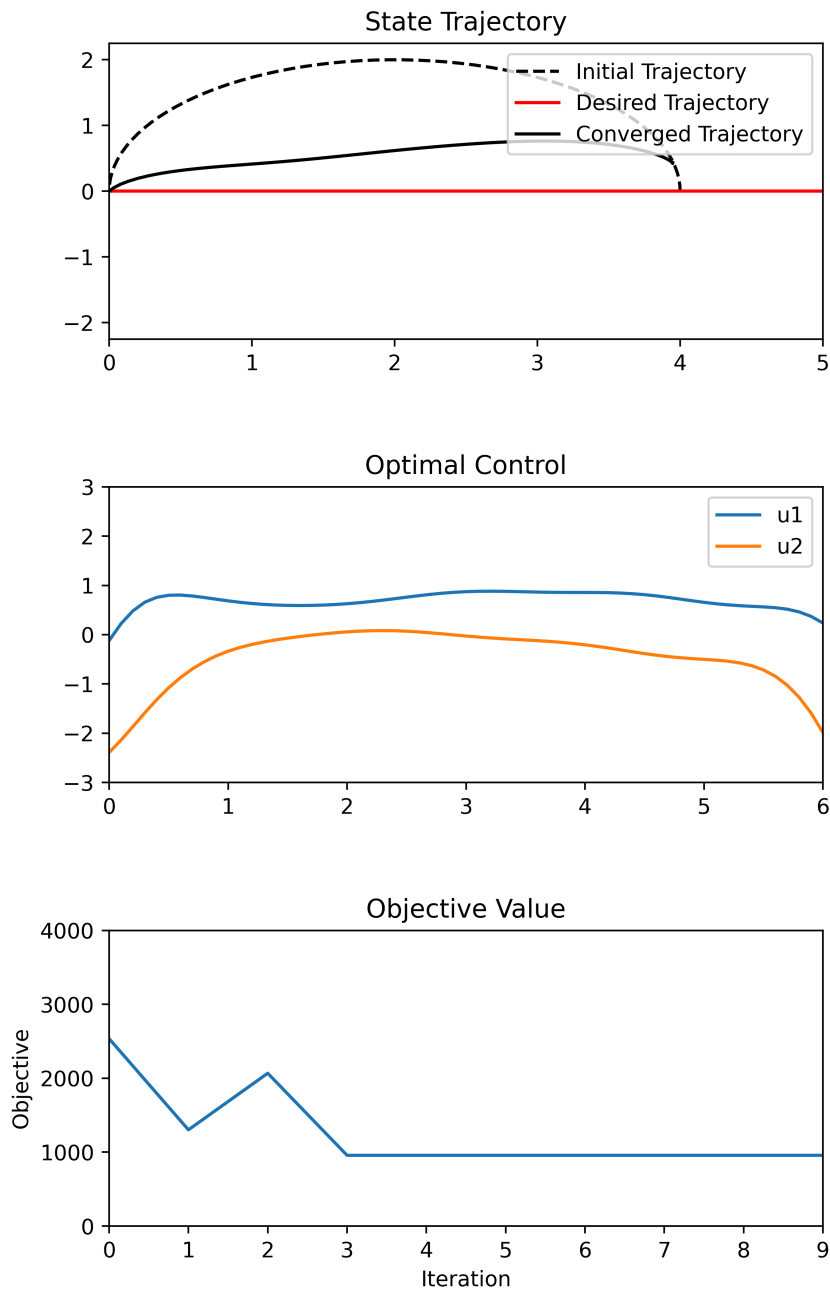 State Trajectory
2
1
0
−1
−2
Initial Trajectory
Desired Trajectory
Converged Trajectory
0 1 2 3 4 5
Optimal Control
3
2
1
0
−1
−2
−3
u1
u2
0 1 2 3 4 5 6
Objective Value
Objective
4000
3000
2000
1000
0
0 1 2 3 4 5 6 7 8 9
Iteration